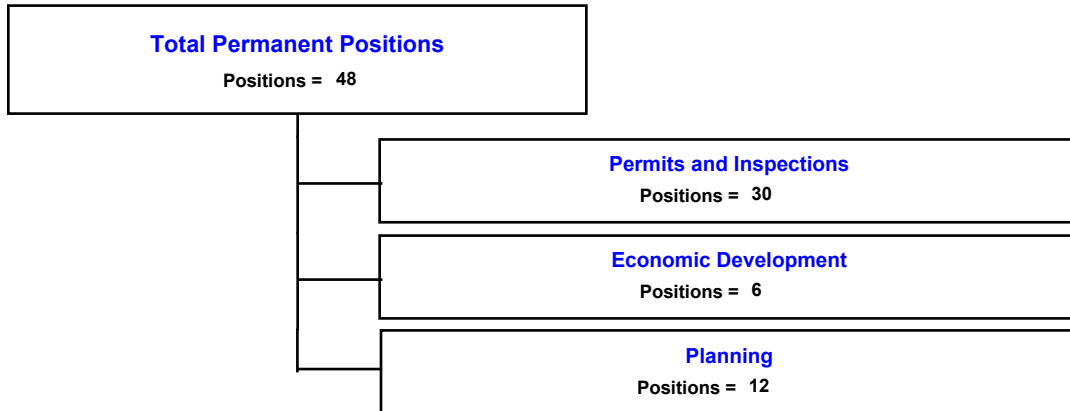 Total Permanent Positions
Positions = 48
Permits and Inspections
Positions = 30
Economic Development
Positions = 6
Planning
Positions = 12